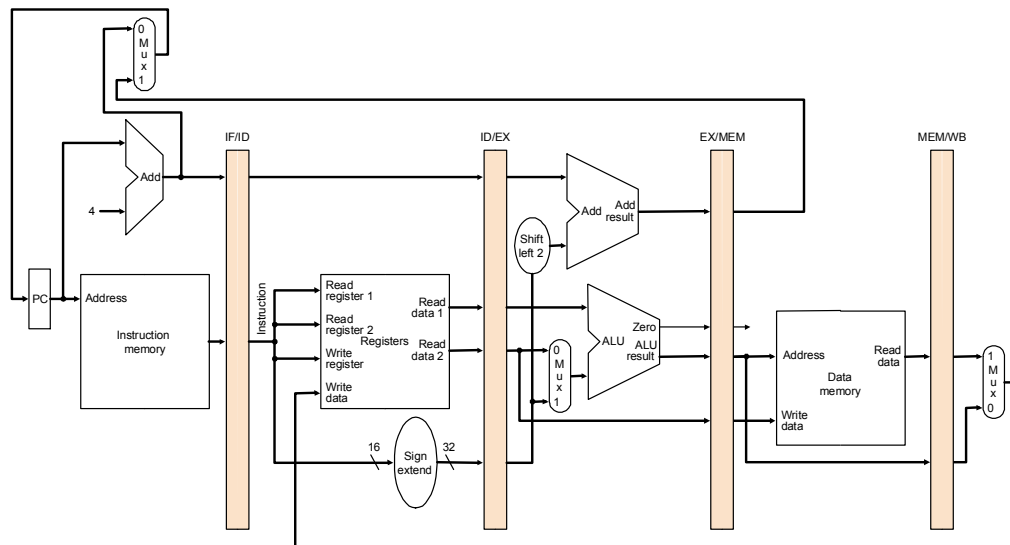 0
M
u
x
1
IF/ID
ID/EX
EX/MEM
MEM/WB
Add
4
Add
Add
result
Shift
left 2
PC
Address
Instruction
memory
Instruction
Read
register 1
Read
register 2
Write
register
Write
data
Registers
Read
data 1
Read
data 2
0
M
u
x
1
Zero
ALU
ALU
result
Address
Write
data
Read
data
Data
memory
1
M
u
x
0
16
Sign
extend
32